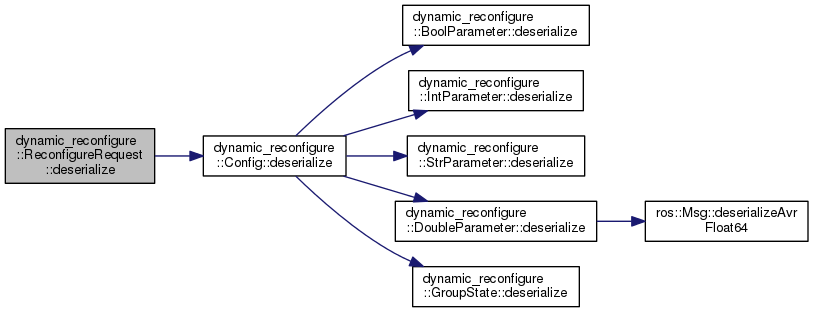 dynamic_reconfigure
::ReconfigureRequest
::deserialize
dynamic_reconfigure
::Config::deserialize
dynamic_reconfigure
::BoolParameter::deserialize
dynamic_reconfigure
::IntParameter::deserialize
dynamic_reconfigure
::StrParameter::deserialize
dynamic_reconfigure
::DoubleParameter::deserialize
ros::Msg::deserializeAvr
Float64
dynamic_reconfigure
::GroupState::deserialize